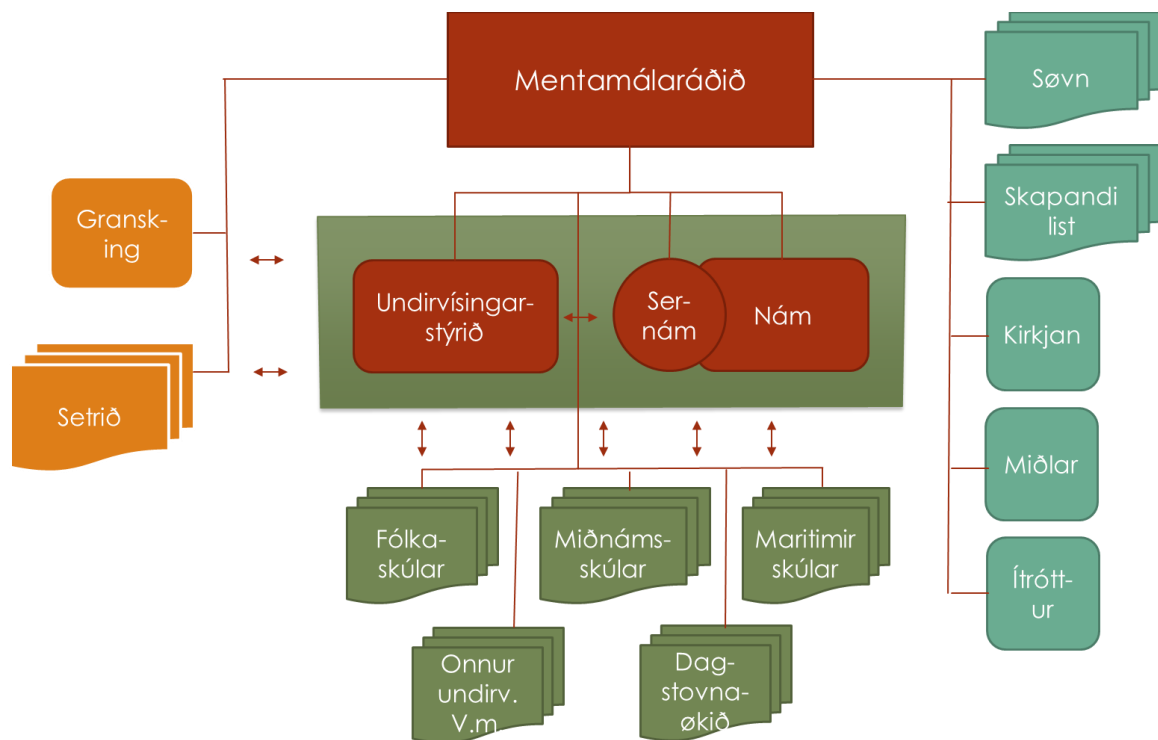 Mentamálaráðið
Søvn
Skapandi
list
Gransk-
ing
Undirvísingar-
stýrið
Ser-
nám
Nám
Kirkjan
Setrið
Miðlar
Fólka-
skúlar
Miðnáms-
skúlar
Maritimir
skúlar
Ítrótt-
ur
Onnur
undirv.
V.m.
Dag-
stovna-
økið